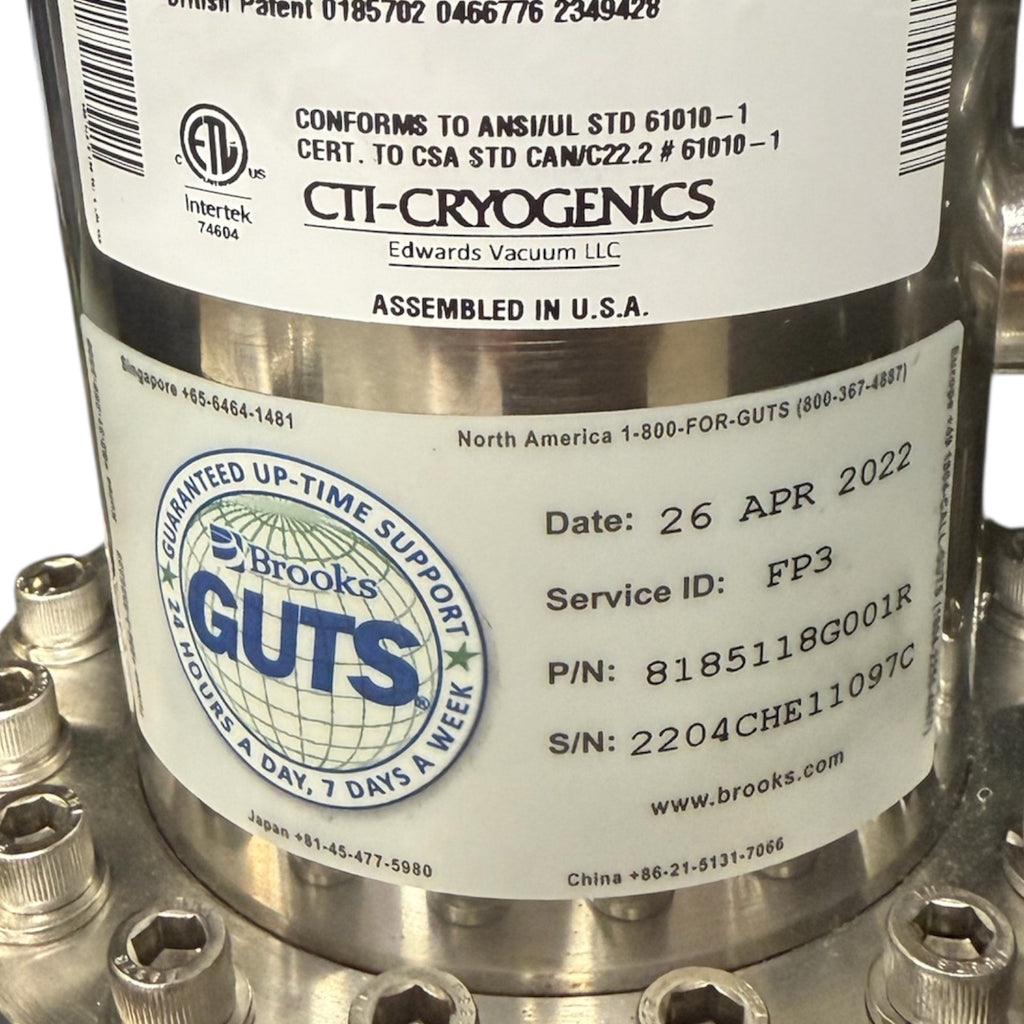 British Patent 0185702 0466776 2349428
CONFORMS TO ANSI/UL STD 61010-1
CERT. TO CSA STD CAN/C22.2 # 61010-1
C ETL US
Intertek
74604
CTI-CRYOGENICS
Edwards Vacuum LLC
ASSEMBLED IN U.S.A.
Singapore +65-6464-1481
North America 1-800-FOR-GUTS (800-367-4887)
GUARANTEED UP-TIME SUPPORT
24 HOURS A DAY, 7 DAYS A WEEK
Brooks
GUTS®
Date: 26 APR 2022
Service ID: FP3
P/N: 8185118G001R
S/N: 2204CHE11097C
www.brooks.com
Japan +81-45-477-5980
China +86-21-5131-7066